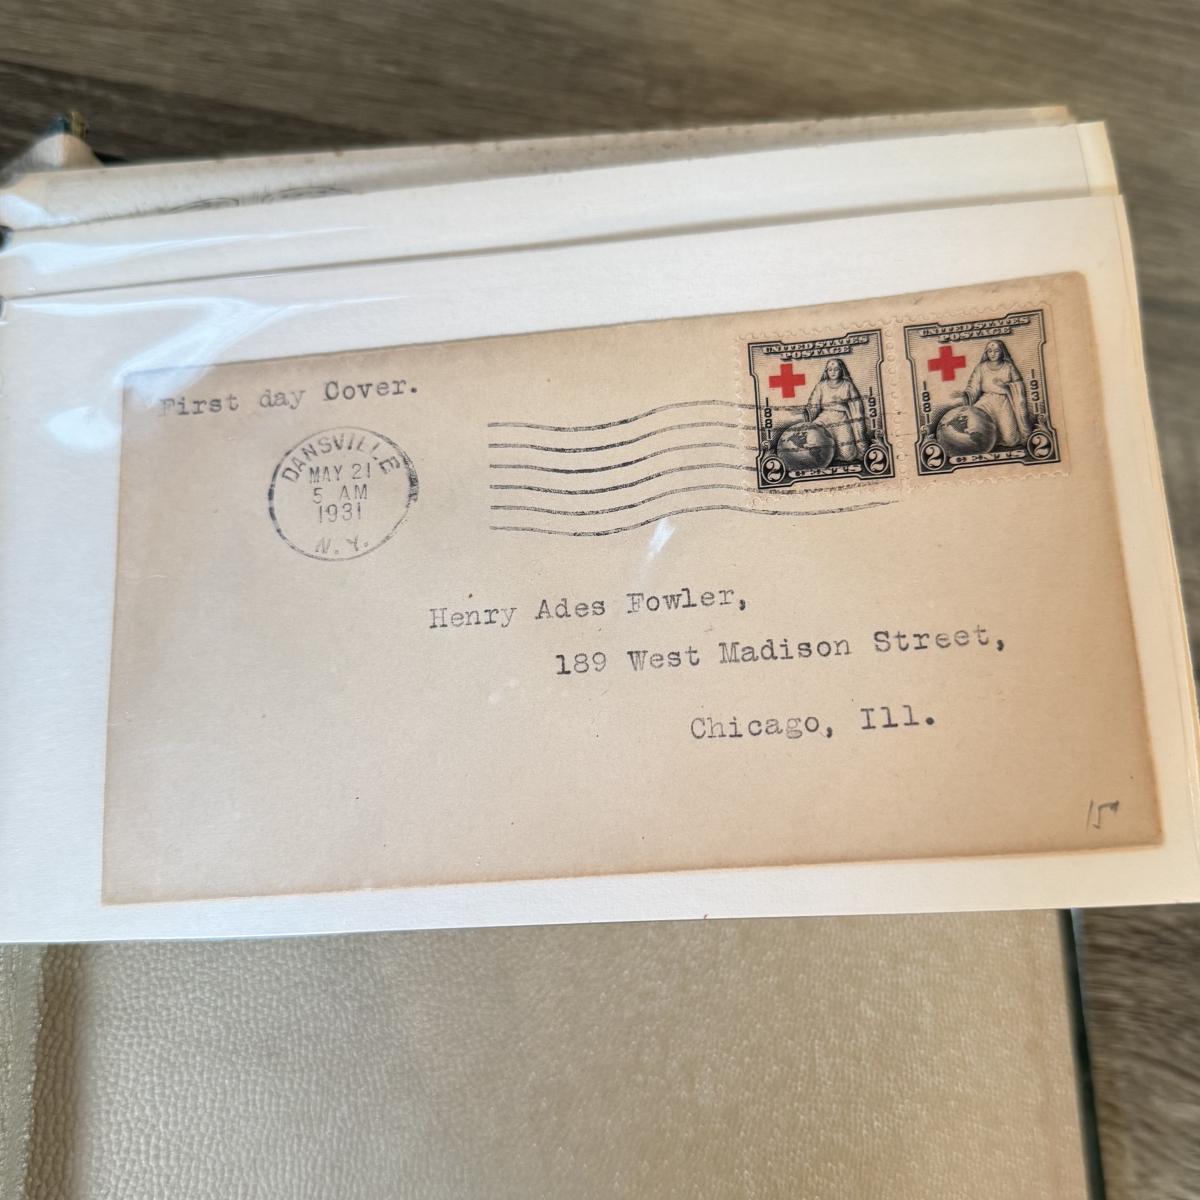 First day Cover.
DANSVILLE
MAY 21
5 AM
1931
N. Y.
UNITED STATES
POSTAGE
1881
1931
2 CENTS 2
UNITED STATES
POSTAGE
1881
1931
2 CENTS 2
Henry Ades Fowler,
189 West Madison Street,
Chicago, Ill.